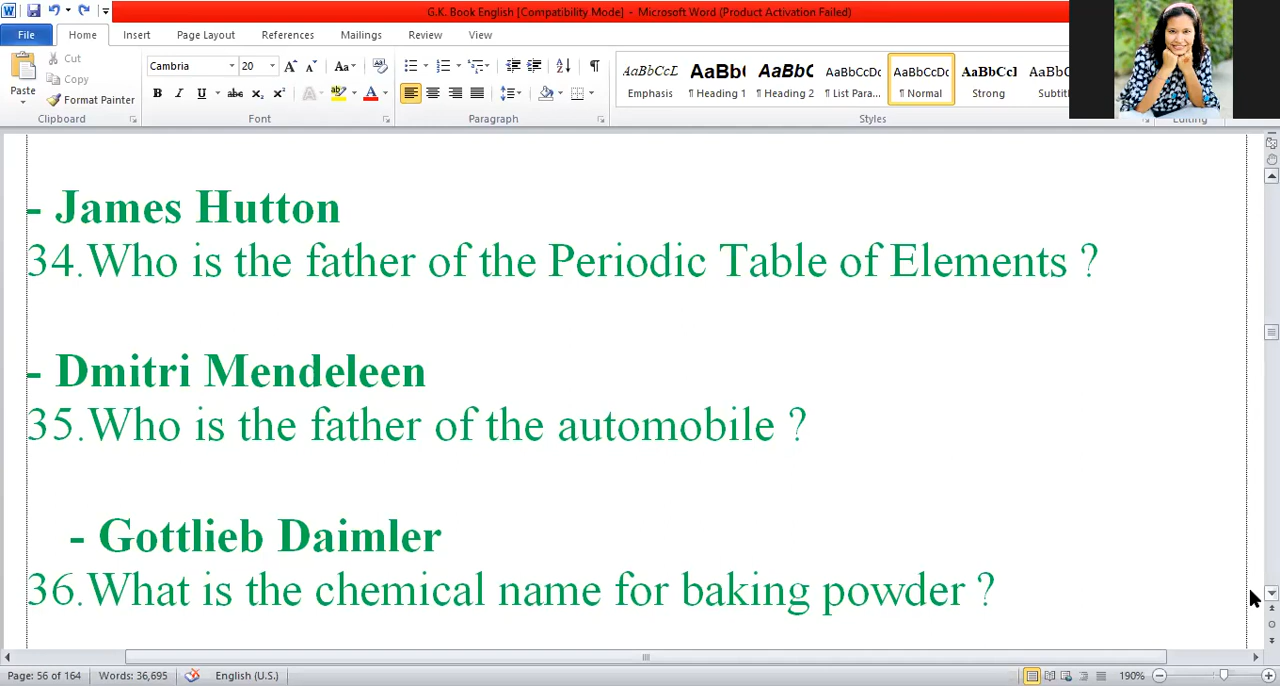 G.K. Book English [Compatibility Mode] - Microsoft Word (Product Activation Failed)
File Home Insert Page Layout References Mailings Review View
Paste
Cut
Copy
Format Painter
Clipboard
Cambria 20
Font
Paragraph
AaBbCcL AaBbC AaBbC AaBbCcDc AaBbCcDc AaBbCcI AaBb
Emphasis ¶ Heading 1 ¶ Heading 2 ¶ List Para... ¶ Normal Strong Subtit
Styles
Editing
- James Hutton
34.Who is the father of the Periodic Table of Elements ?
- Dmitri Mendeleen
35.Who is the father of the automobile ?
- Gottlieb Daimler
36.What is the chemical name for baking powder ?
Page: 56 of 164 Words: 36,695 English (U.S.) 190%